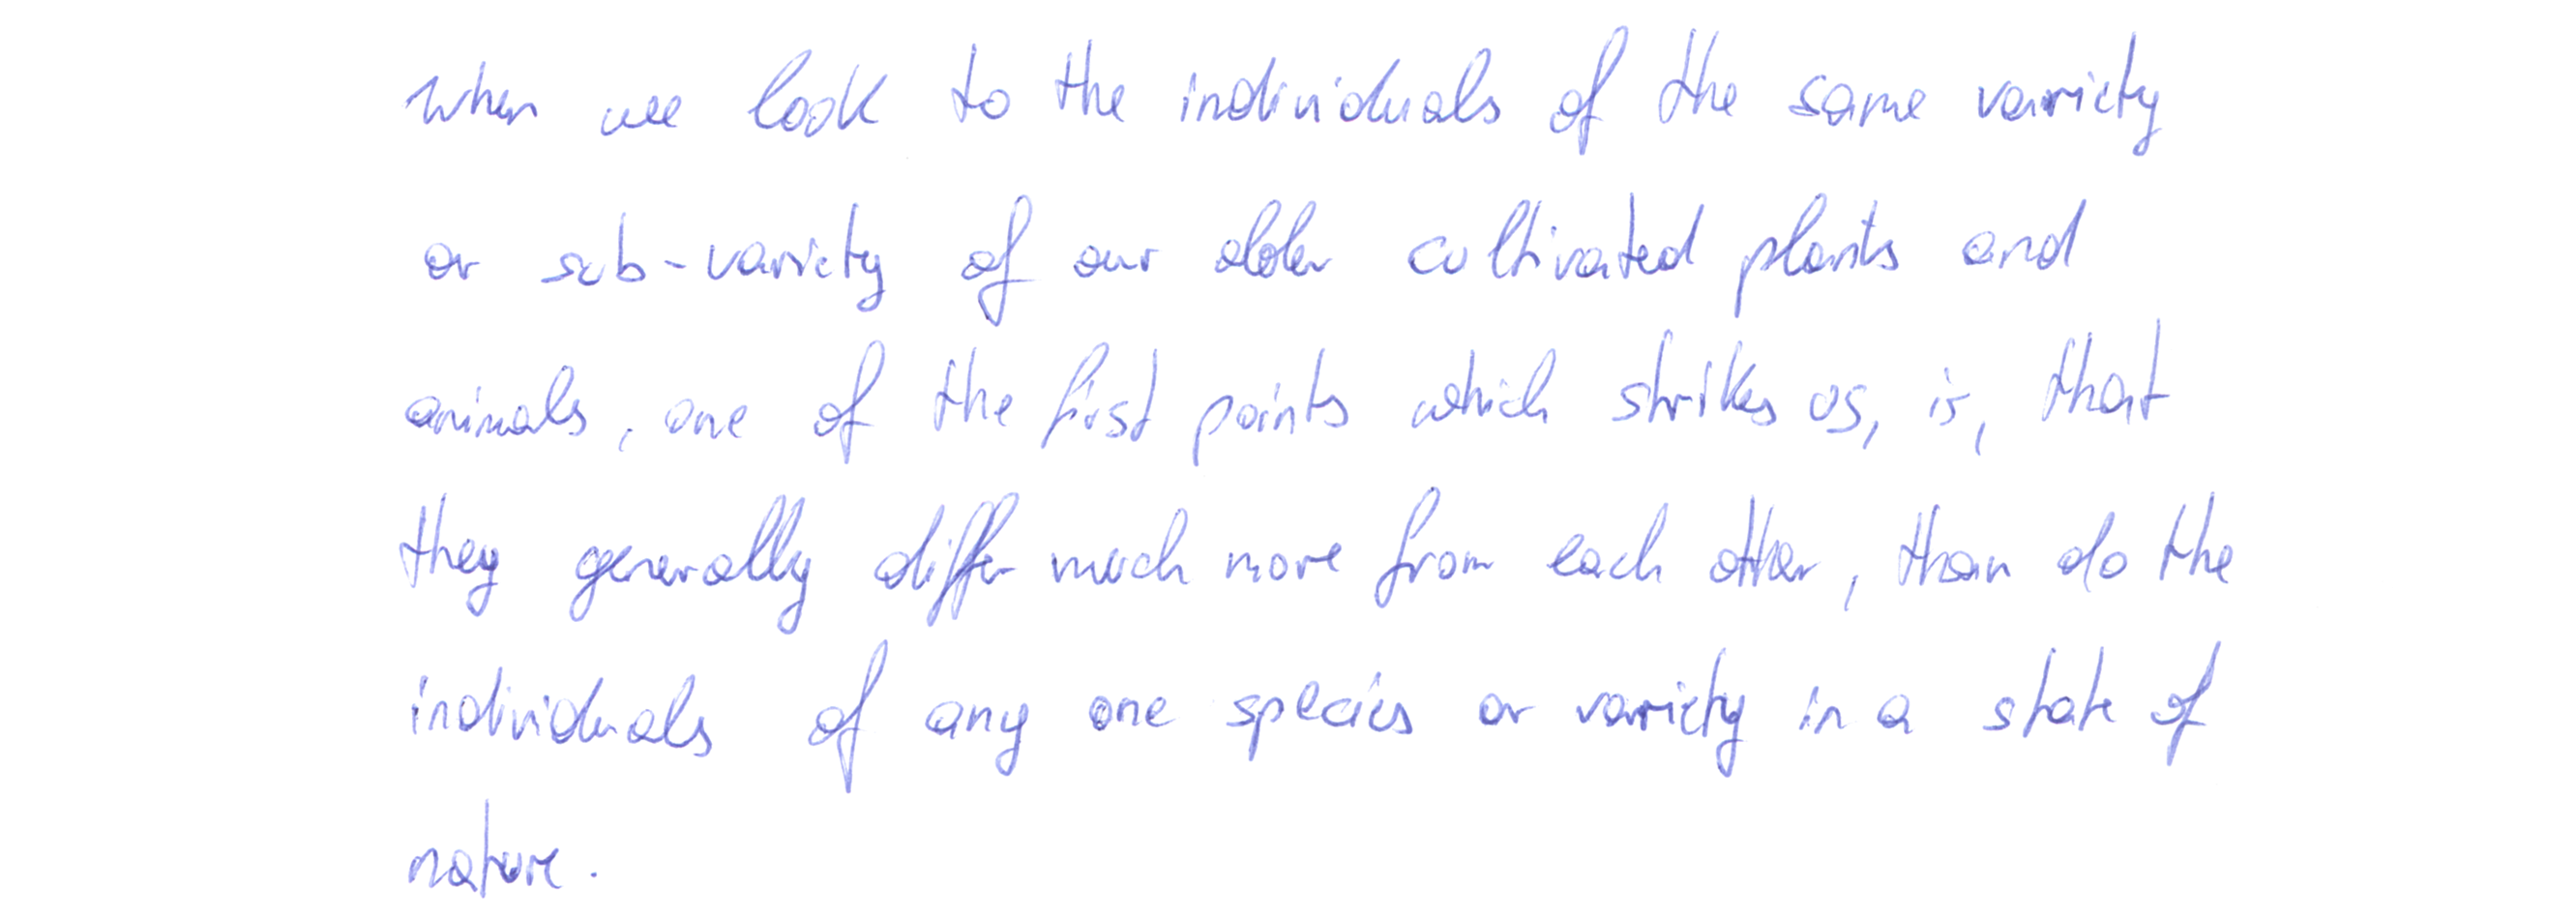 when we look to the individuals of the same variety
or sub-variety of our older cultivated plants and
animals, one of the first points which strikes us, is, that
they generally differ much more from each other, than do the
individuals of any one species or variety in a state of
nature.